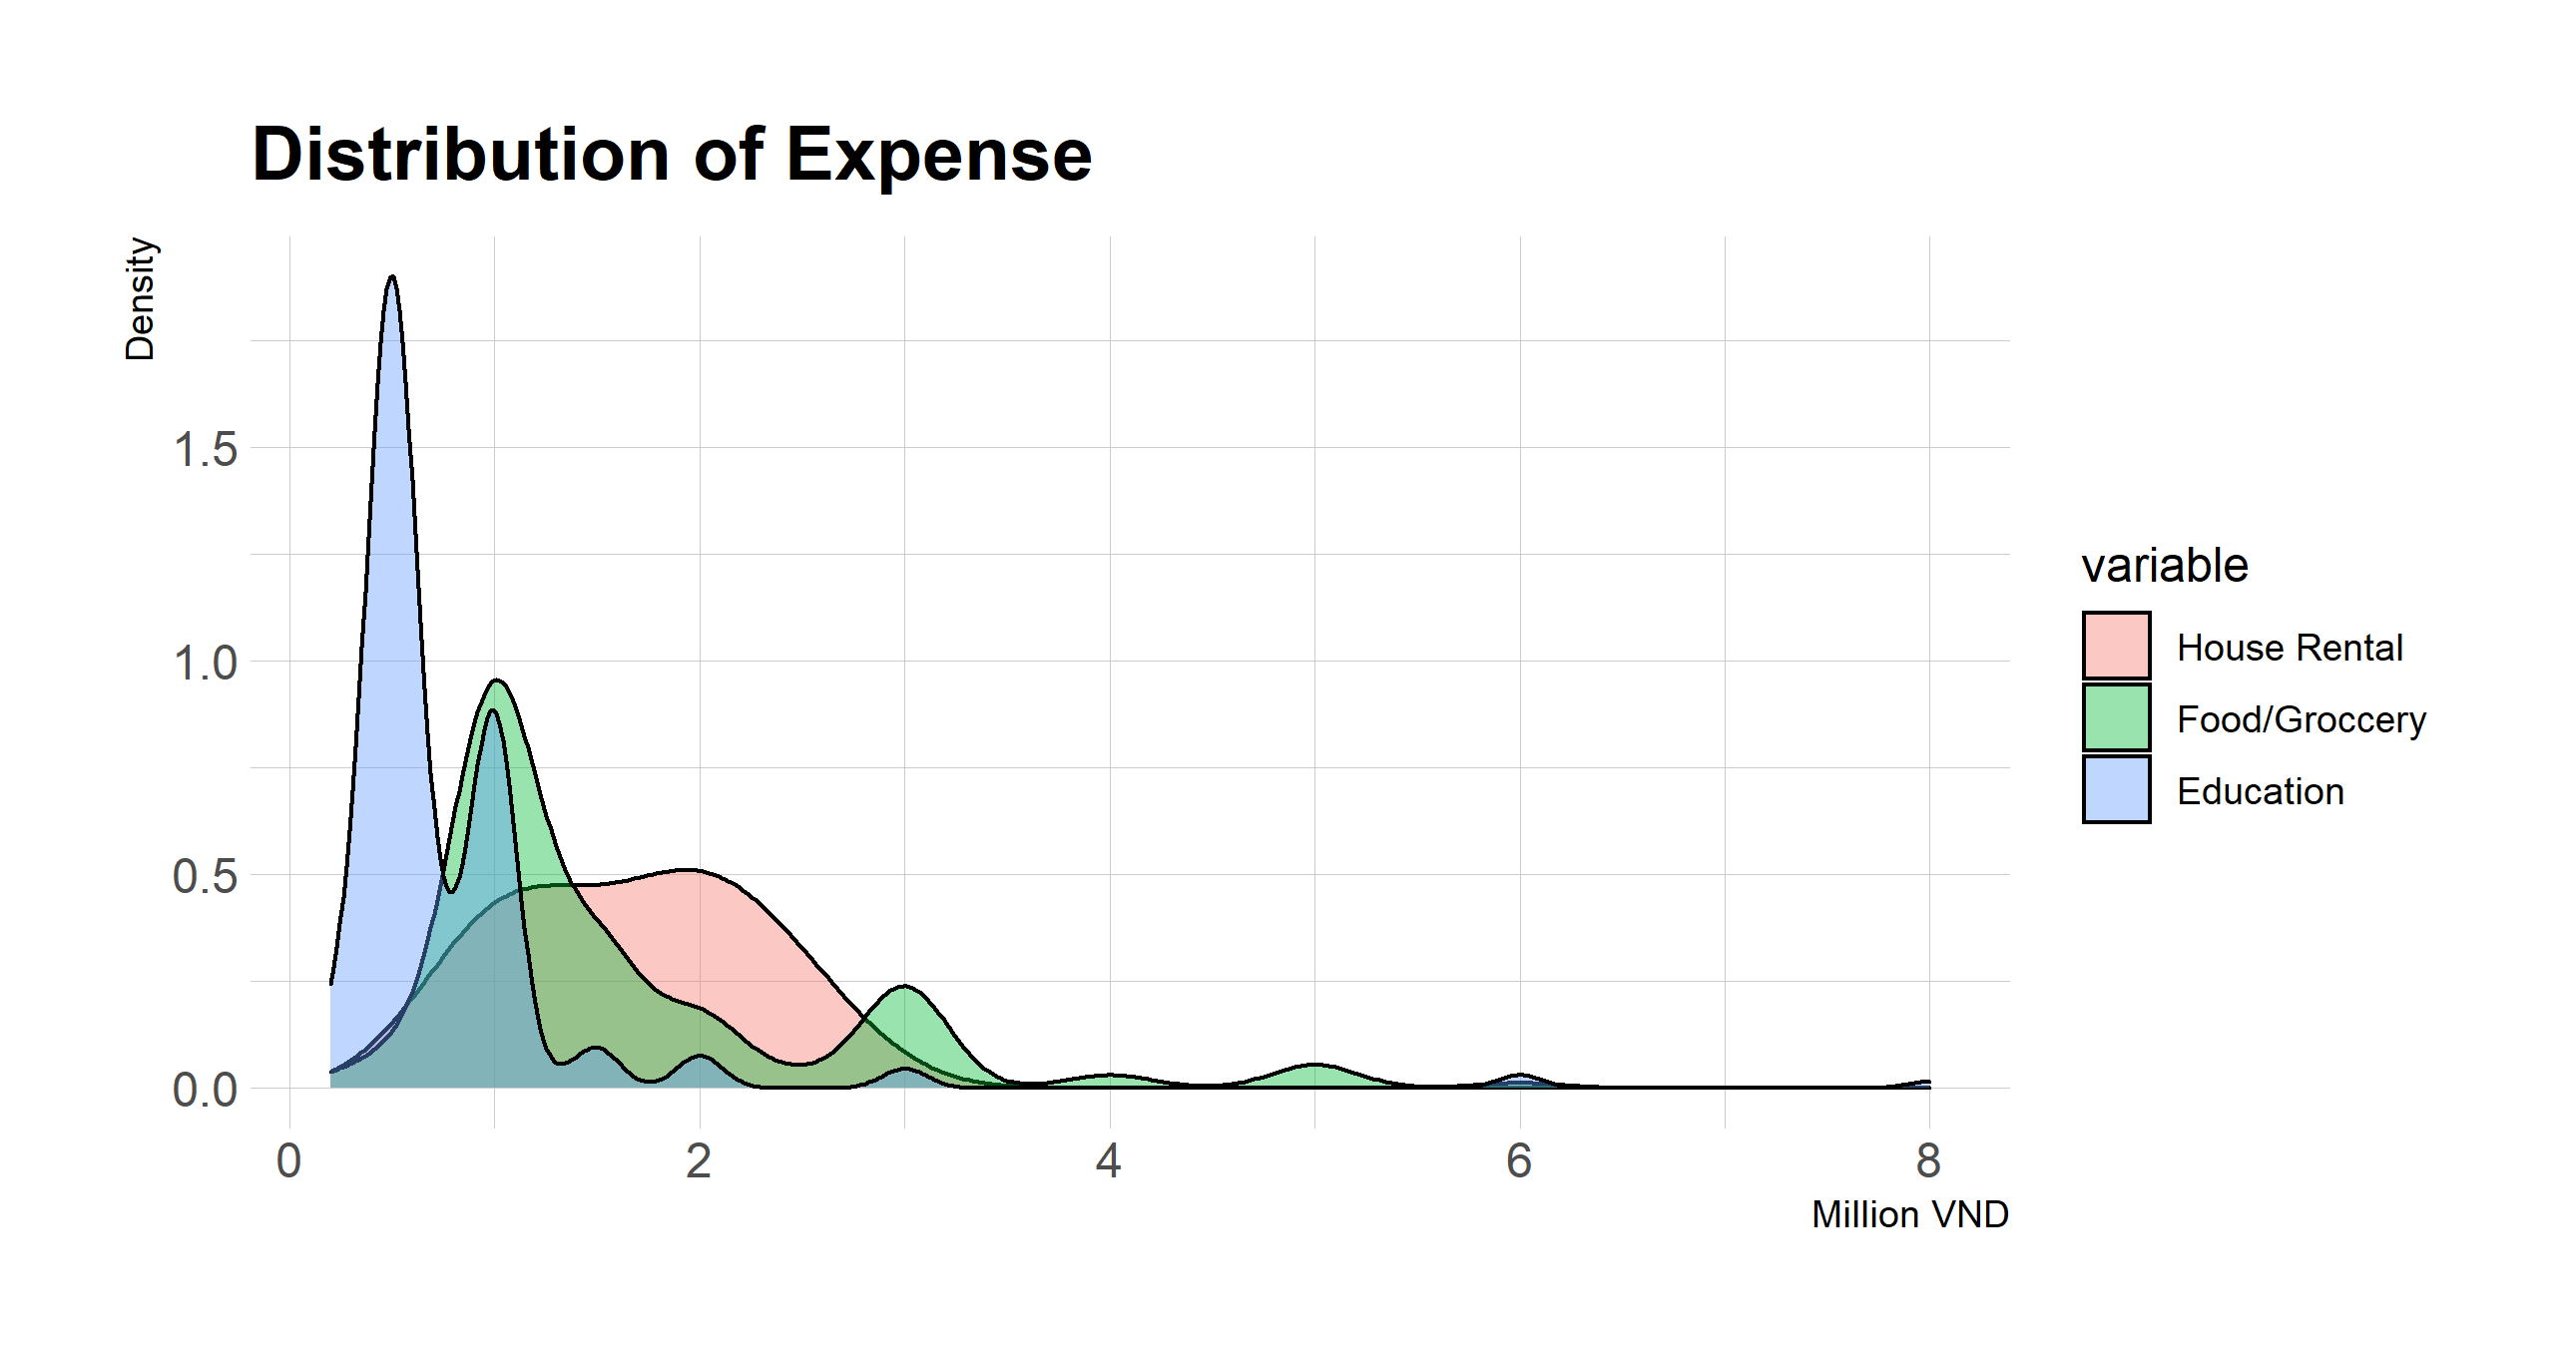 Distribution of Expense
Density
1.5
1.0
0.5
0.0
0 2 4 6 8
Million VND
variable
House Rental
Food/Groccery
Education